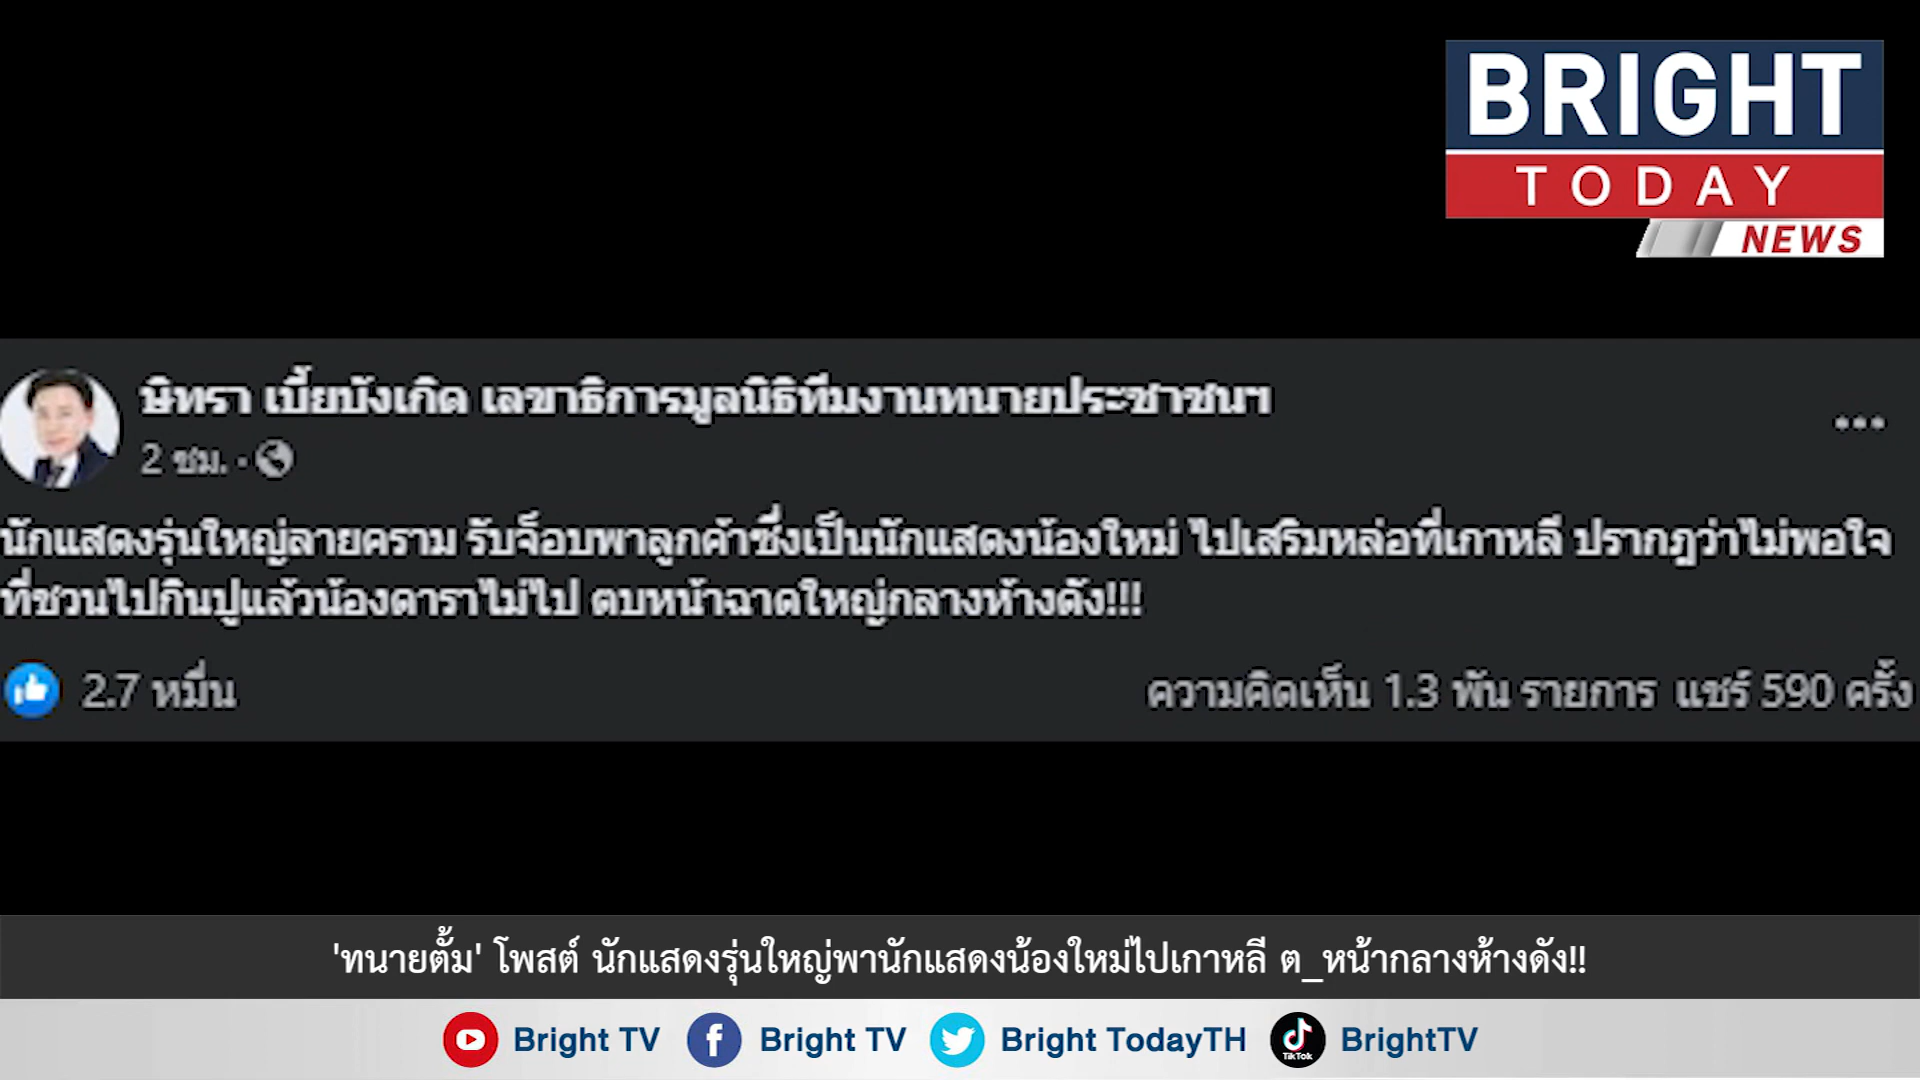 BRIGHT
TODAY
NEWS
ษิทรา เบี้ยบังเกิด เลขาธิการมูลนิธิทีมงานทนายประชาชนฯ
2 ชม. ·
นักแสดงรุ่นใหญ่ลายคราม รับจ็อบพาลูกค้าซึ่งเป็นนักแสดงน้องใหม่ ไปเสริมหล่อที่เกาหลี ปรากฏว่าไม่พอใจ
ที่ชวนไปกินปูแล้วน้องดาราไม่ไป ตบหน้าฉาดใหญ่กลางห้างดัง!!!
2.7 หมื่น
ความคิดเห็น 1.3 พัน รายการ แชร์ 590 ครั้ง
'ทนายตั้ม' โพสต์ นักแสดงรุ่นใหญ่พานักแสดงน้องใหม่ไปเกาหลี ต_หน้ากลางห้างดัง!!
Bright TV Bright TV Bright TodayTH TikTok BrightTV